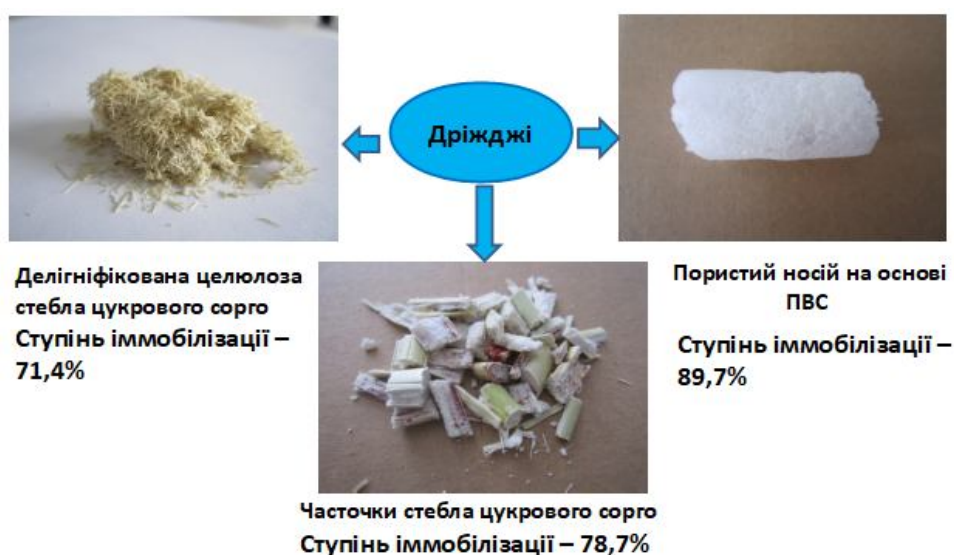 Дріжджі
Делігніфікована целюлоза
стебла цукрового сорго
Ступінь іммобілізації –
71,4%
Пористий носій на основі
ПВС
Ступінь іммобілізації –
89,7%
Часточки стебла цукрового сорго
Ступінь іммобілізації – 78,7%